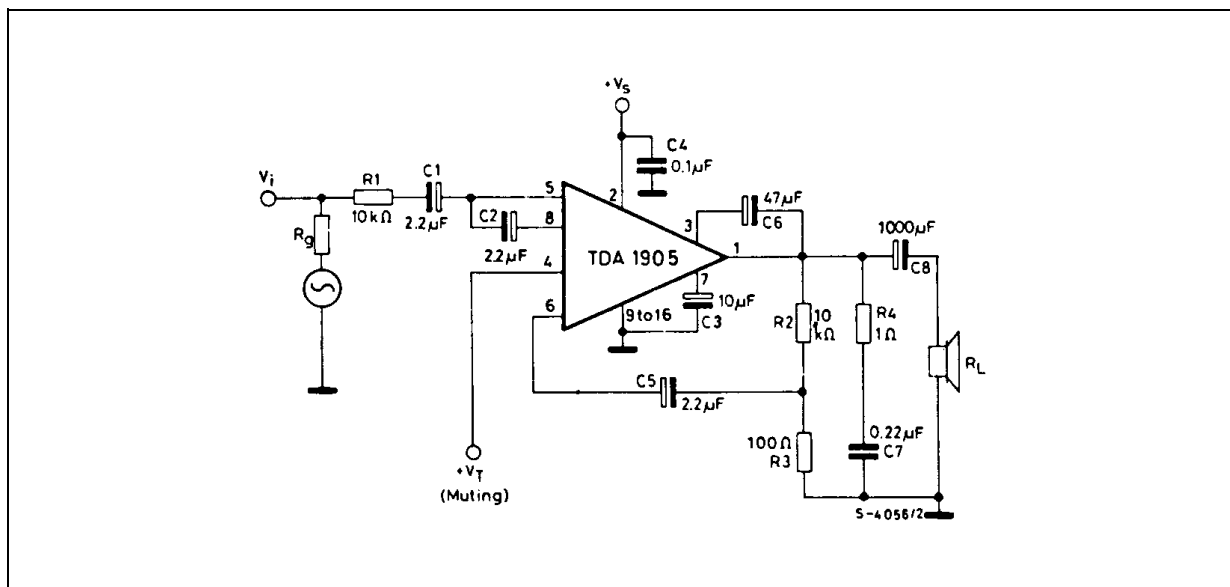 +Vs
C4
0.1µF
Vi
R1
10kΩ
C1
2.2µF
Rg
C2
2.2µF
5
8
4
6
2
TDA 1905
3
1
7
9 to 16
47µF
C6
10µF
C3
1000µF
C8
R2
10
kΩ
R4
1Ω
RL
C5
2.2µF
100Ω
R3
0.22µF
C7
+VT
(Muting)
S-4056/2